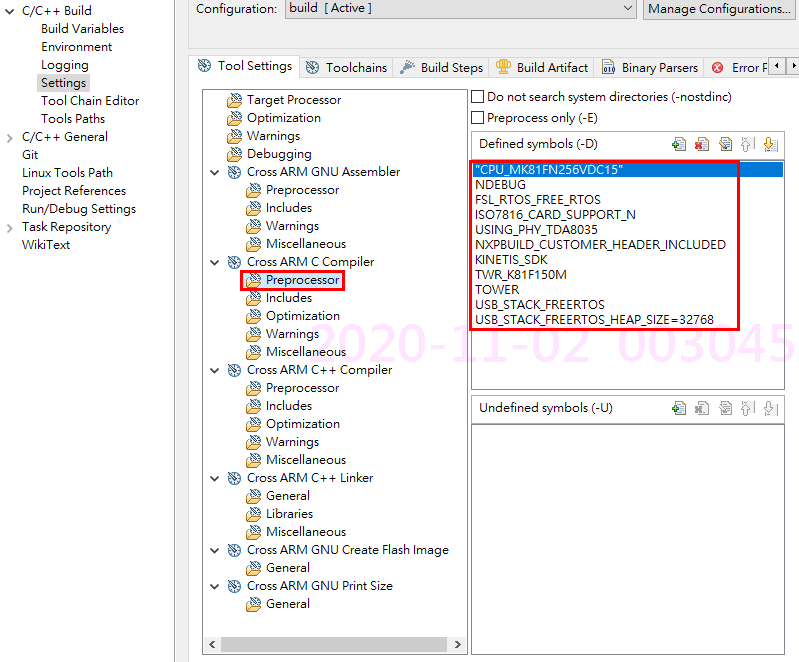 C/C++ Build
Build Variables
Environment
Logging
Settings
Tool Chain Editor
Tools Paths
C/C++ General
Git
Linux Tools Path
Project References
Run/Debug Settings
Task Repository
WikiText
Configuration: build [ Active ] Manage Configurations...
Tool Settings Toolchains Build Steps Build Artifact Binary Parsers Error P
Target Processor
Optimization
Warnings
Debugging
Cross ARM GNU Assembler
Preprocessor
Includes
Warnings
Miscellaneous
Cross ARM C Compiler
Preprocessor
Includes
Optimization
Warnings
Miscellaneous
Cross ARM C++ Compiler
Preprocessor
Includes
Optimization
Warnings
Miscellaneous
Cross ARM C++ Linker
General
Libraries
Miscellaneous
Cross ARM GNU Create Flash Image
General
Cross ARM GNU Print Size
General
Do not search system directories (-nostdinc)
Preprocess only (-E)
Defined symbols (-D)
"CPU_MK81FN256VDC15"
NDEBUG
FSL_RTOS_FREE_RTOS
ISO7816_CARD_SUPPORT_N
USING_PHY_TDA8035
NXPBUILD_CUSTOMER_HEADER_INCLUDED
KINETIS_SDK
TWR_K81F150M
TOWER
USB_STACK_FREERTOS
USB_STACK_FREERTOS_HEAP_SIZE=32768
2020-11-02 003045
Undefined symbols (-U)